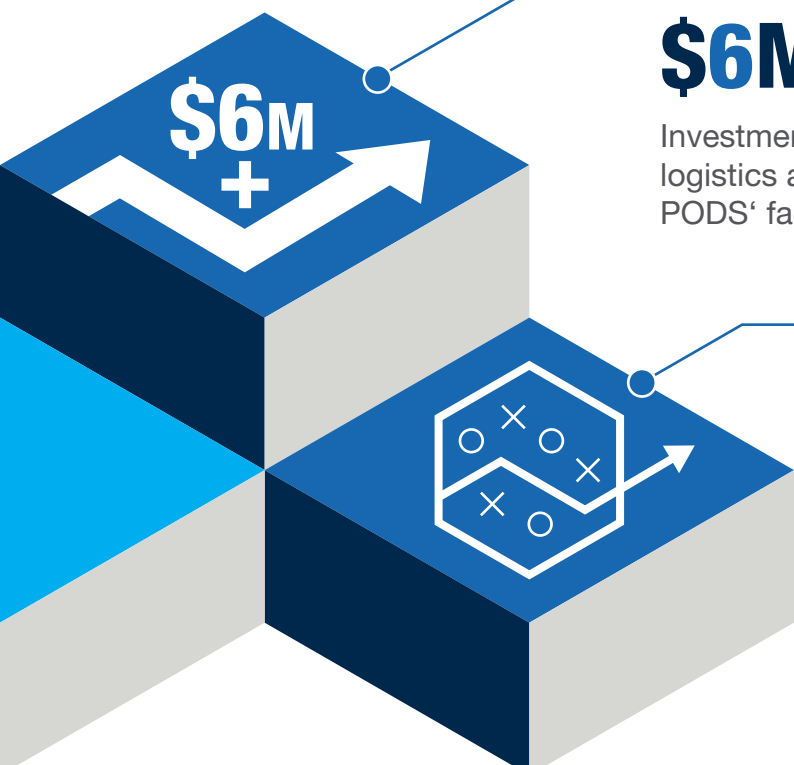 $6M
+
$6M
Investmen
logistics a
PODS‘ fa